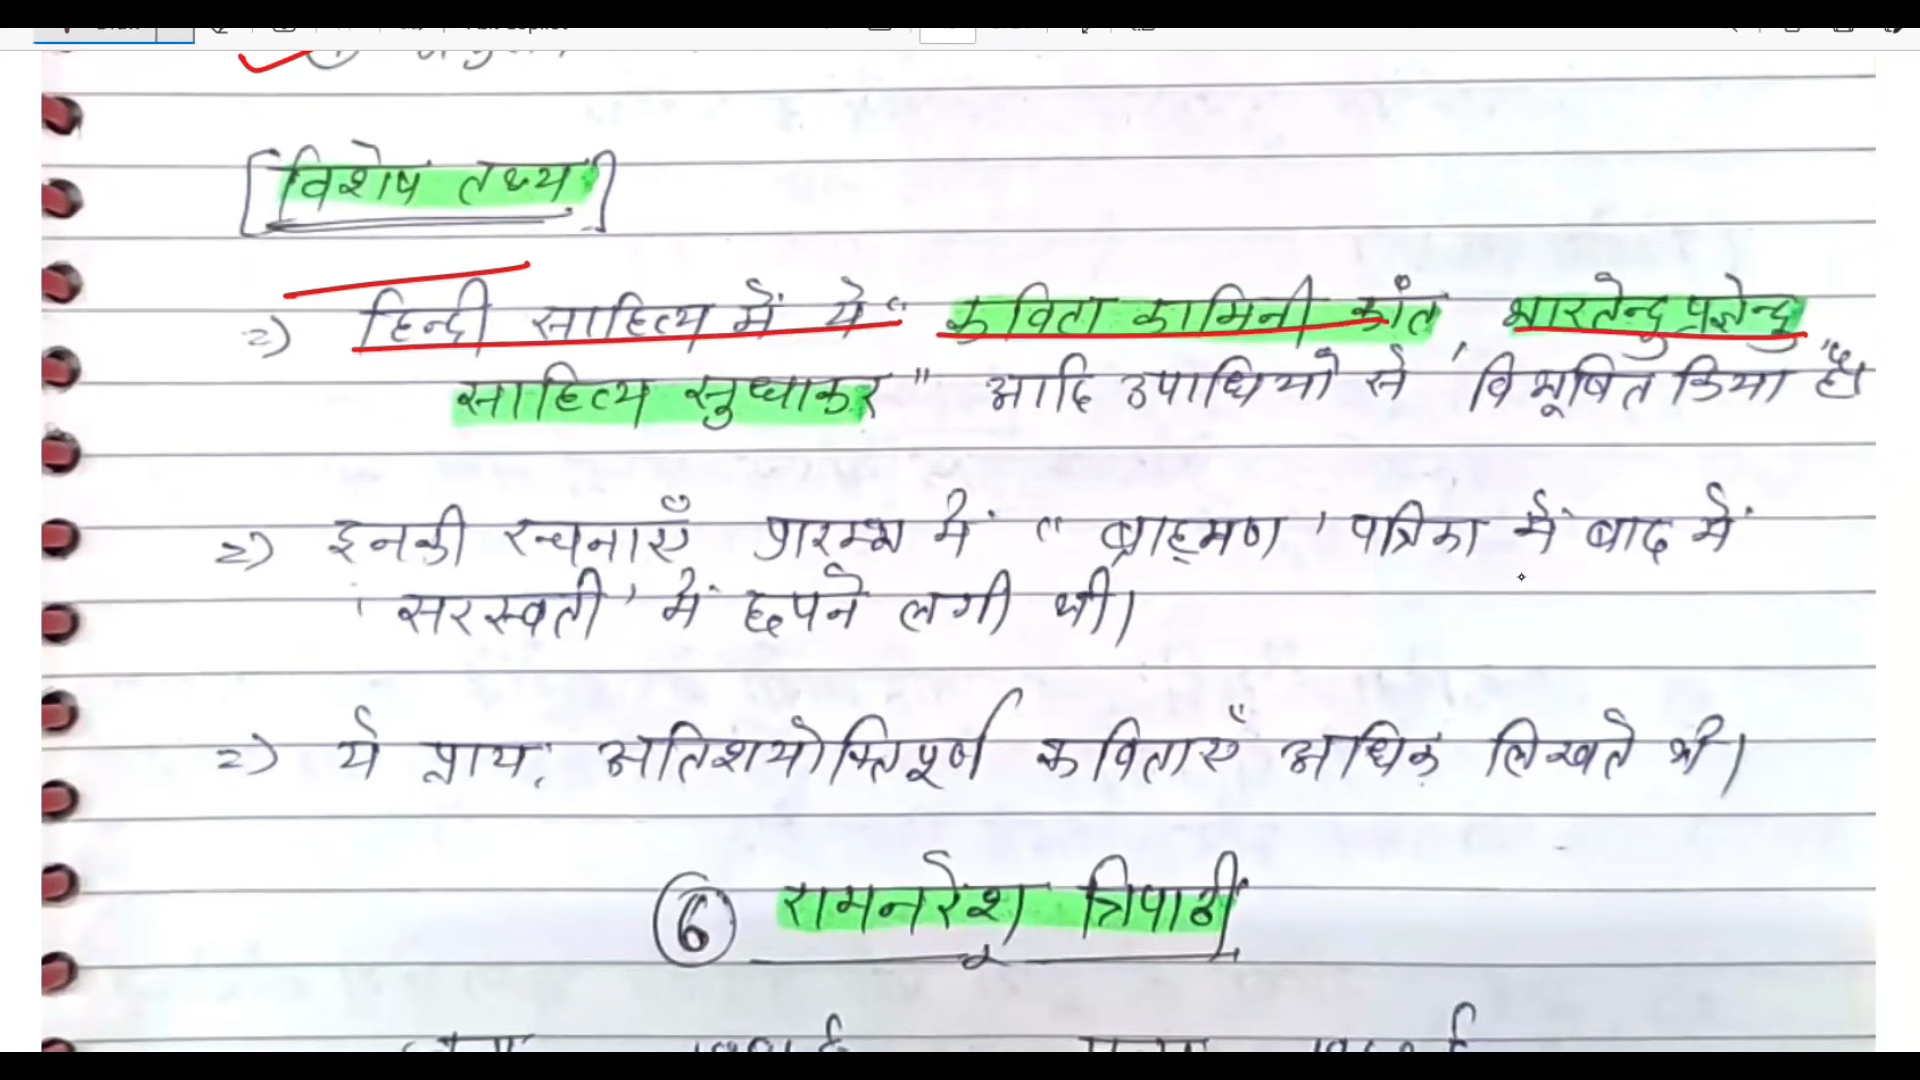 [विशेष तथ्य]
=) हिन्दी साहित्य में ये "कविता कामिनी कांत भारतेन्दु प्रज्ञेन्दु
साहित्य सुधाकर" आदि उपाधियों से 'विभूषित किया है।
=) इनकी रचनाएँ प्रारम्भ में "ब्राह्मण' पत्रिका में बाद में
'सरस्वती' में छपने लगी थी।
=) ये प्राय: अतिशयोक्तिपूर्ण कविताएँ अधिक लिखते थे।
6 रामनरेश त्रिपाठी